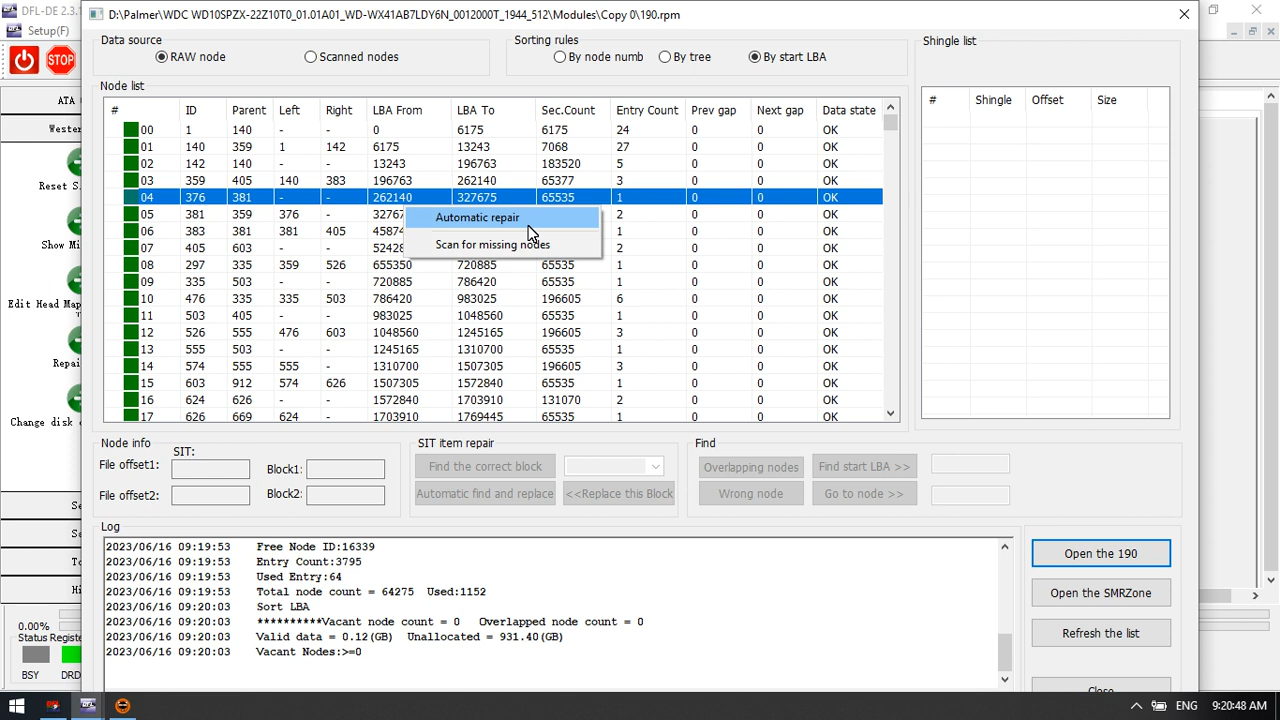 DFL-DE 2.3.
D:\Palmer\WDC WD10SPZX-22Z10T0_01.01A01_WD-WX41AB7LDY6N_0012000T_1944_512\Modules\Copy 0\190.rpm
Setup(F)
STOP
ATA
Wester
Reset S
Show Mi
Edit Head Map
Repai
Change disk
Se
Sa
To
Hi
0.00%
Status Registe
BSY DRD
Data source
RAW node Scanned nodes
Sorting rules
By node numb By tree By start LBA
Shingle list
# Shingle Offset Size
Node list
# ID Parent Left Right LBA From LBA To Sec.Count Entry Count Prev gap Next gap Data state
00 1 140 - - 0 6175 6175 24 0 0 OK
01 140 359 1 142 6175 13243 7068 27 0 0 OK
02 142 140 - - 13243 196763 183520 5 0 0 OK
03 359 405 140 383 196763 262140 65377 3 0 0 OK
04 376 381 - - 262140 327675 65535 1 0 0 OK
05 381 359 376 - 32767 2 0 0 OK
06 383 381 381 405 45874 1 0 0 OK
07 405 603 - - 52428 2 0 0 OK
08 297 335 359 526 655350 720885 65535 1 0 0 OK
09 335 503 - - 720885 786420 65535 1 0 0 OK
10 476 335 335 503 786420 983025 196605 6 0 0 OK
11 503 405 - - 983025 1048560 65535 1 0 0 OK
12 526 555 476 603 1048560 1245165 196605 3 0 0 OK
13 555 503 - - 1245165 1310700 65535 1 0 0 OK
14 574 555 555 - 1310700 1507305 196605 3 0 0 OK
15 603 912 574 626 1507305 1572840 65535 1 0 0 OK
16 624 626 - - 1572840 1703910 131070 2 0 0 OK
17 626 669 624 - 1703910 1769445 65535 1 0 0 OK
Automatic repair
Scan for missing nodes
Node info
SIT:
File offset1: Block1:
File offset2: Block2:
SIT item repair
Find the correct block
Automatic find and replace <<Replace this Block
Find
Overlapping nodes Find start LBA >>
Wrong node Go to node >>
Log
2023/06/16 09:19:53 Free Node ID:16339
2023/06/16 09:19:53 Entry Count:3795
2023/06/16 09:19:53 Used Entry:64
2023/06/16 09:19:53 Total node count = 64275 Used:1152
2023/06/16 09:20:03 Sort LBA
2023/06/16 09:20:03 **********Vacant node count = 0 Overlapped node count = 0
2023/06/16 09:20:03 Valid data = 0.12(GB) Unallocated = 931.40(GB)
2023/06/16 09:20:03 Vacant Nodes:>=0
Open the 190
Open the SMRZone
Refresh the list
Close
ENG 9:20:48 AM